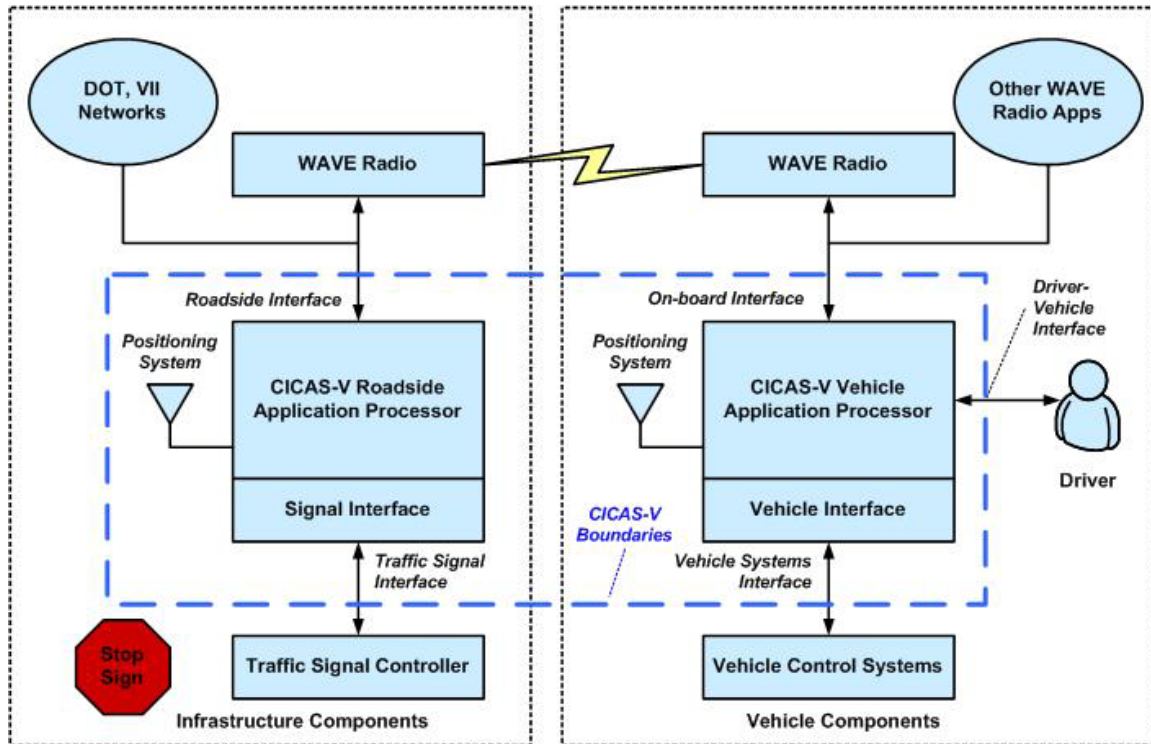 DOT, VII
Networks
Other WAVE
Radio Apps
WAVE Radio
WAVE Radio
Roadside Interface
On-board Interface
Driver-
Vehicle
Interface
Positioning
System
Positioning
System
CICAS-V Roadside
Application Processor
CICAS-V Vehicle
Application Processor
Driver
Signal Interface
Vehicle Interface
CICAS-V
Boundaries
Traffic Signal
Interface
Vehicle Systems
Interface
Stop
Sign
Traffic Signal Controller
Vehicle Control Systems
Infrastructure Components
Vehicle Components